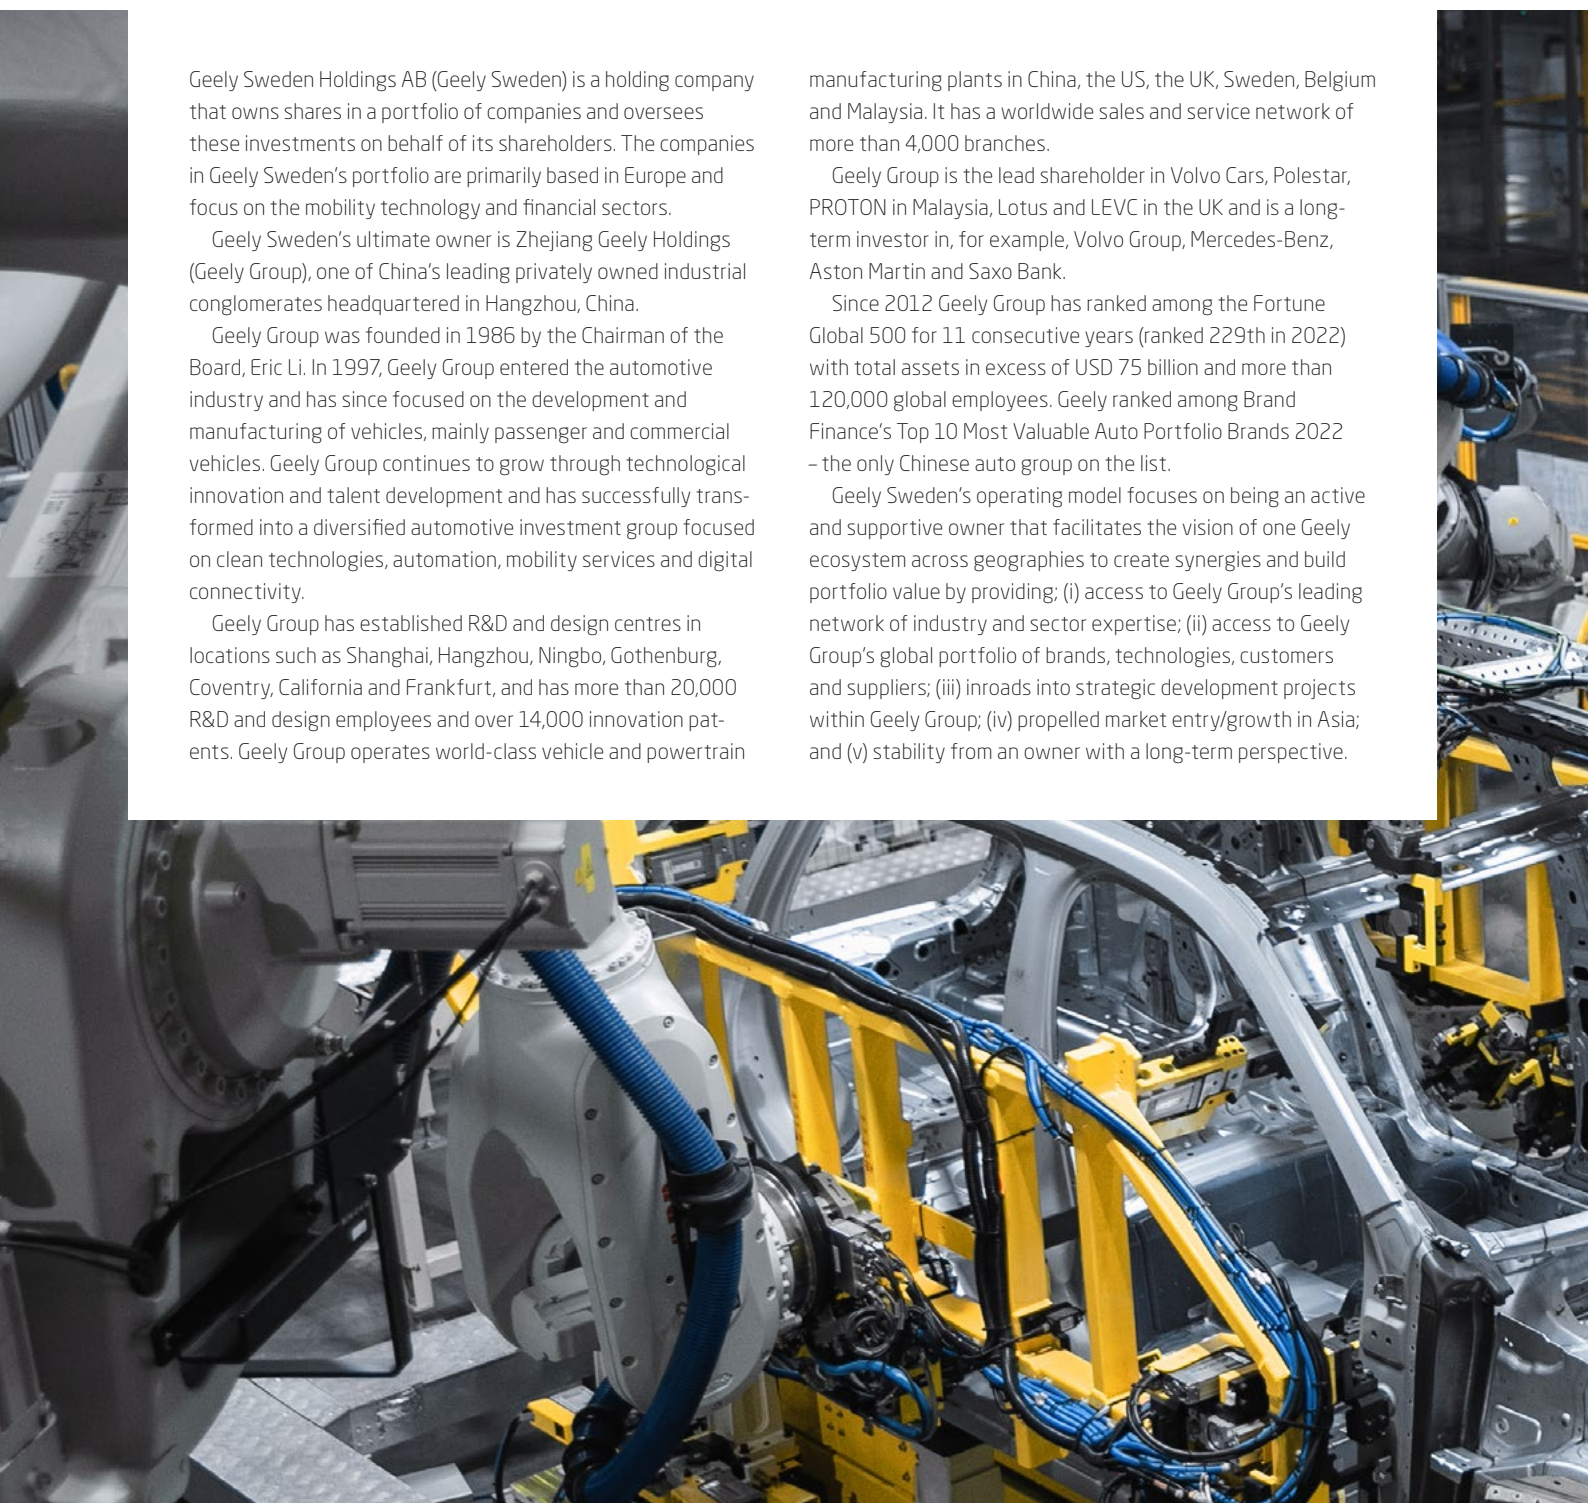 Geely Sweden Holdings AB (Geely Sweden) is a holding company
that owns shares in a portfolio of companies and oversees
these investments on behalf of its shareholders. The companies
in Geely Sweden's portfolio are primarily based in Europe and
focus on the mobility technology and financial sectors.
Geely Sweden's ultimate owner is Zhejiang Geely Holdings
(Geely Group), one of China's leading privately owned industrial
conglomerates headquartered in Hangzhou, China.
Geely Group was founded in 1986 by the Chairman of the
Board, Eric Li. In 1997, Geely Group entered the automotive
industry and has since focused on the development and
manufacturing of vehicles, mainly passenger and commercial
vehicles. Geely Group continues to grow through technological
innovation and talent development and has successfully trans-
formed into a diversified automotive investment group focused
on clean technologies, automation, mobility services and digital
connectivity.
Geely Group has established R&D and design centres in
locations such as Shanghai, Hangzhou, Ningbo, Gothenburg,
Coventry, California and Frankfurt, and has more than 20,000
R&D and design employees and over 14,000 innovation pat-
ents. Geely Group operates world-class vehicle and powertrain
manufacturing plants in China, the US, the UK, Sweden, Belgium
and Malaysia. It has a worldwide sales and service network of
more than 4,000 branches.
Geely Group is the lead shareholder in Volvo Cars, Polestar,
PROTON in Malaysia, Lotus and LEVC in the UK and is a long-
term investor in, for example, Volvo Group, Mercedes-Benz,
Aston Martin and Saxo Bank.
Since 2012 Geely Group has ranked among the Fortune
Global 500 for 11 consecutive years (ranked 229th in 2022)
with total assets in excess of USD 75 billion and more than
120,000 global employees. Geely ranked among Brand
Finance's Top 10 Most Valuable Auto Portfolio Brands 2022
– the only Chinese auto group on the list.
Geely Sweden's operating model focuses on being an active
and supportive owner that facilitates the vision of one Geely
ecosystem across geographies to create synergies and build
portfolio value by providing; (i) access to Geely Group's leading
network of industry and sector expertise; (ii) access to Geely
Group's global portfolio of brands, technologies, customers
and suppliers; (iii) inroads into strategic development projects
within Geely Group; (iv) propelled market entry/growth in Asia;
and (v) stability from an owner with a long-term perspective.